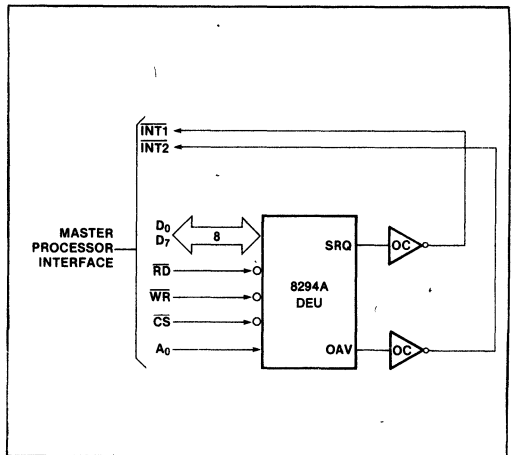 INT1
INT2
MASTER
PROCESSOR
INTERFACE
D0
D7
8
RD
WR
CS
A0
8294A
DEU
SRQ
OAV
OC
OC